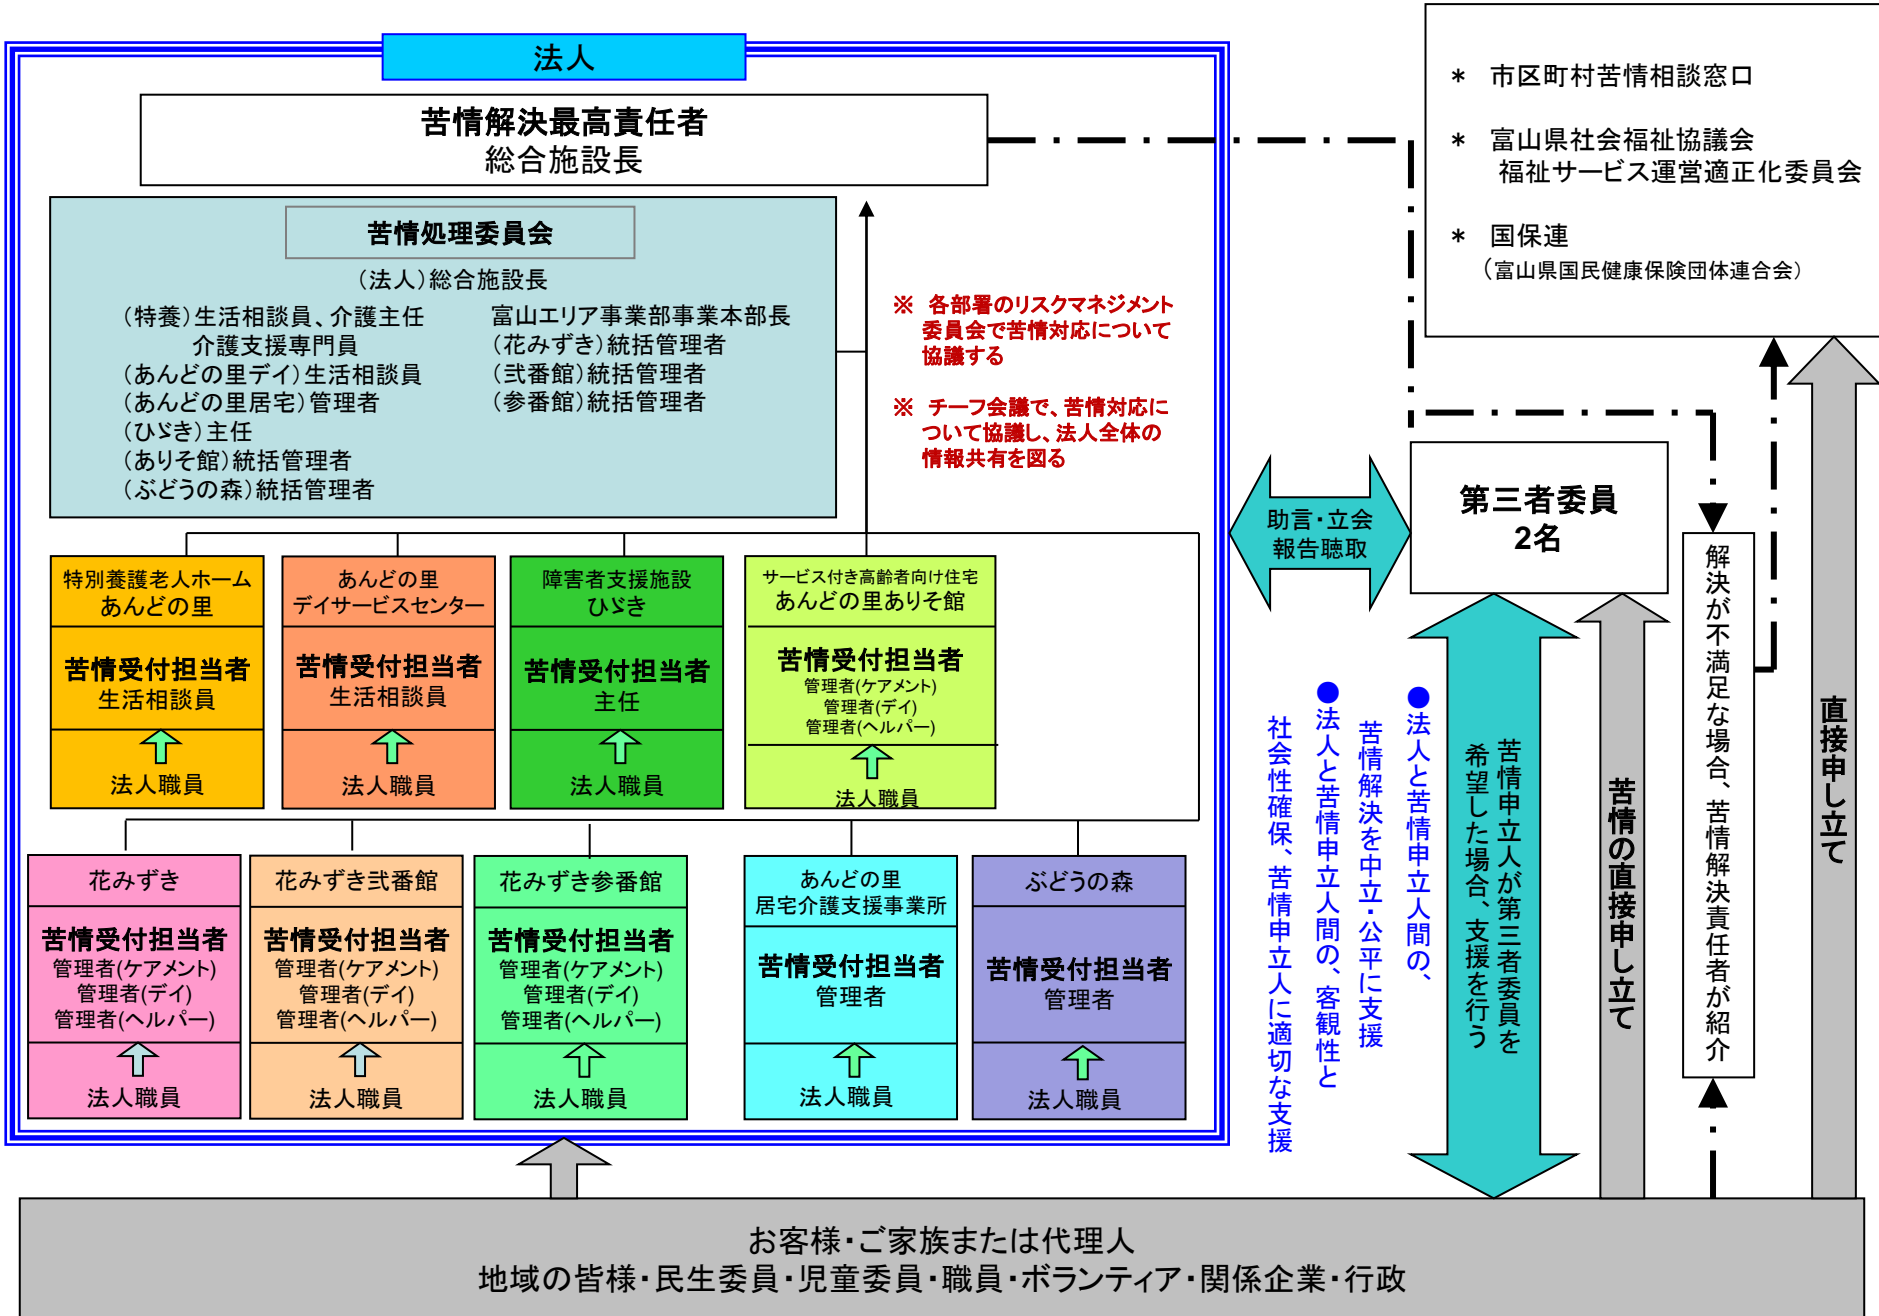 法人
苦情解決最高責任者
総合施設長
苦情処理委員会
(法人)総合施設長
(特養)生活相談員、介護主任
介護支援専門員
(あんどの里デイ)生活相談員
(あんどの里居宅)管理者
(ひゞき)主任
(ありそ館)統括管理者
(ぶどうの森)統括管理者
富山エリア事業部事業本部長
(花みずき)統括管理者
(弐番館)統括管理者
(参番館)統括管理者
※ 各部署のリスクマネジメント
委員会で苦情対応について
協議する
※ チーフ会議で、苦情対応に
ついて協議し、法人全体の
情報共有を図る
特別養護老人ホーム
あんどの里
苦情受付担当者
生活相談員
法人職員
あんどの里
デイサービスセンター
苦情受付担当者
生活相談員
法人職員
障害者支援施設
ひゞき
苦情受付担当者
主任
法人職員
サービス付き高齢者向け住宅
あんどの里ありそ館
苦情受付担当者
管理者(ケアメント)
管理者(デイ)
管理者(ヘルパー)
法人職員
花みずき
苦情受付担当者
管理者(ケアメント)
管理者(デイ)
管理者(ヘルパー)
法人職員
花みずき弐番館
苦情受付担当者
管理者(ケアメント)
管理者(デイ)
管理者(ヘルパー)
法人職員
花みずき参番館
苦情受付担当者
管理者(ケアメント)
管理者(デイ)
管理者(ヘルパー)
法人職員
あんどの里
居宅介護支援事業所
苦情受付担当者
管理者
法人職員
ぶどうの森
苦情受付担当者
管理者
法人職員
* 市区町村苦情相談窓口
* 富山県社会福祉協議会
福祉サービス運営適正化委員会
* 国保連
(富山県国民健康保険団体連合会)
助言・立会
報告聴取
第三者委員
2名
●法人と苦情申立人間の、
苦情解決を中立・公平に支援
●法人と苦情申立人間の、客観性と
社会性確保、苦情申立人に適切な支援
苦情申立人が第三者委員を
希望した場合、支援を行う
苦情の直接申し立て
解決が不満足な場合、苦情解決責任者が紹介
直接申し立て
お客様・ご家族または代理人
地域の皆様・民生委員・児童委員・職員・ボランティア・関係企業・行政